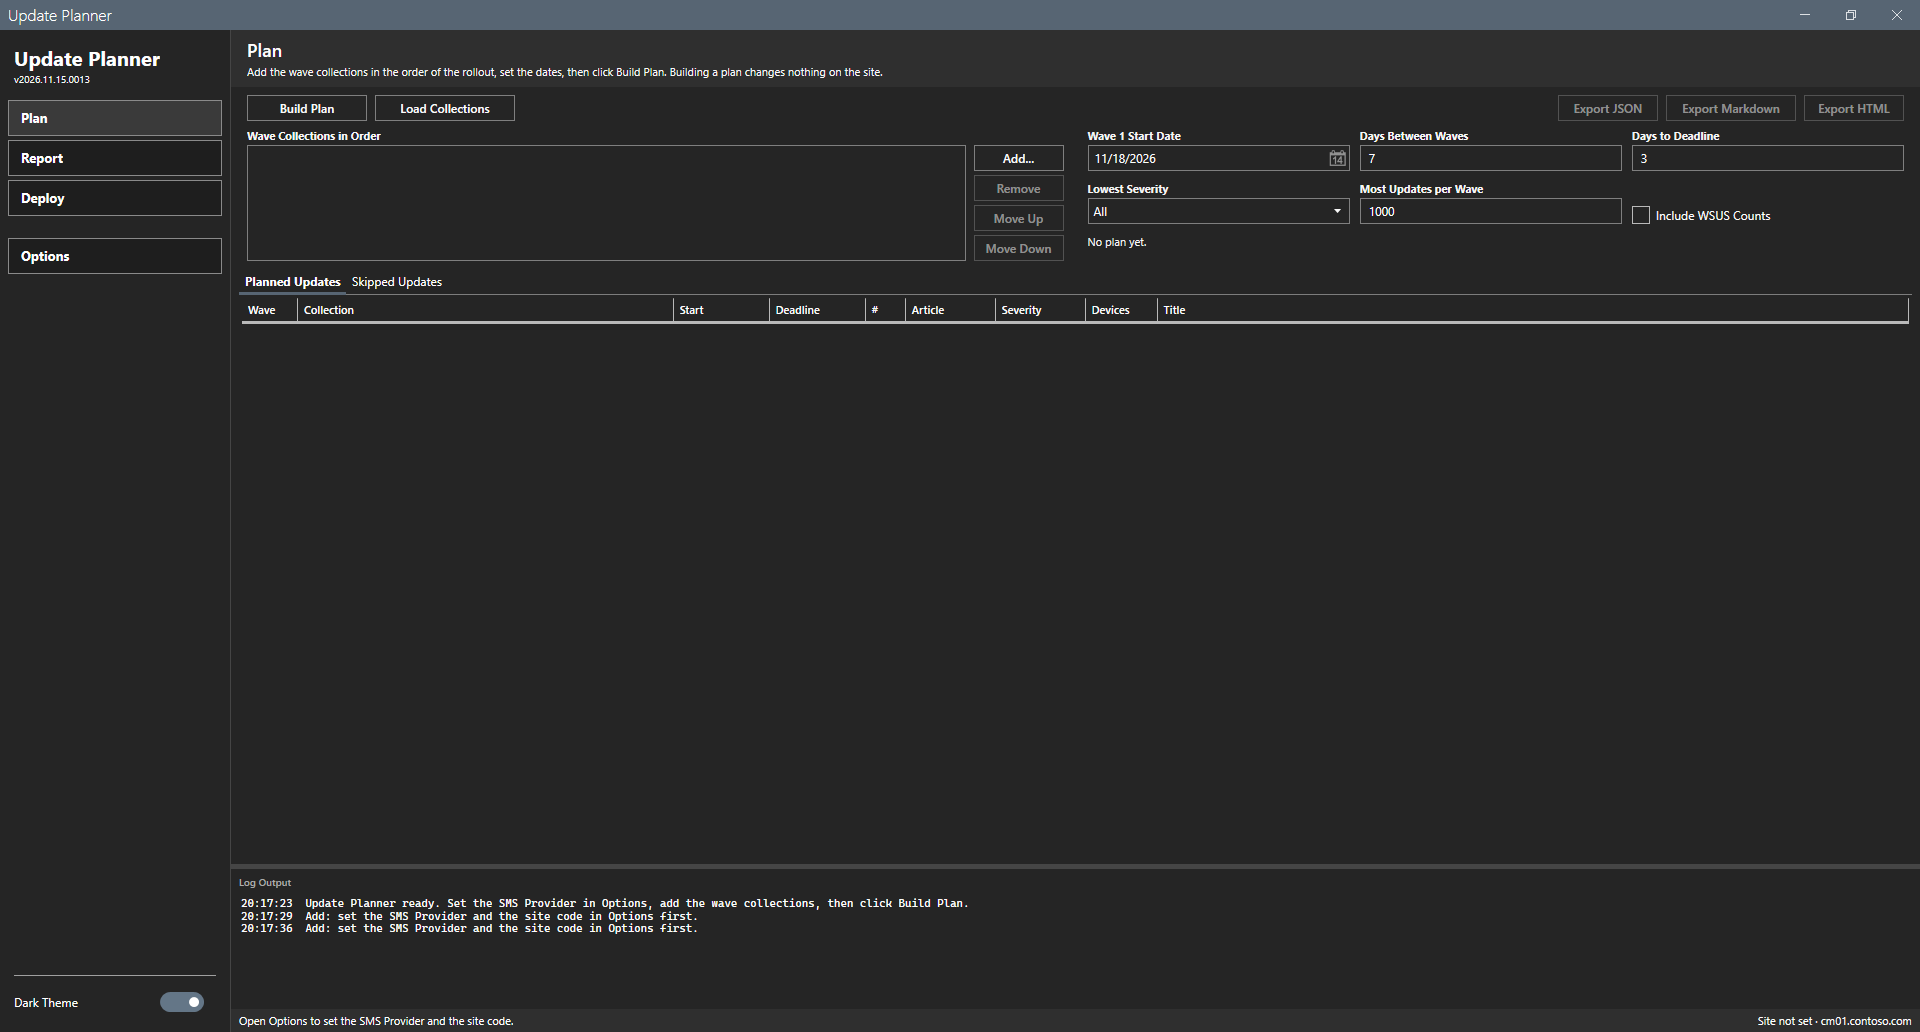 Update Planner
Update Planner
v2026.11.15.0013
Plan
Report
Deploy
Options
Dark Theme
Plan
Add the wave collections in the order of the rollout, set the dates, then click Build Plan. Building a plan changes nothing on the site.
Build Plan
Load Collections
Export JSON
Export Markdown
Export HTML
Wave Collections in Order
Add...
Remove
Move Up
Move Down
Wave 1 Start Date
Days Between Waves
Days to Deadline
11/18/2026
14
7
3
Lowest Severity
Most Updates per Wave
All
1000
Include WSUS Counts
No plan yet.
Planned Updates
Skipped Updates
Wave
Collection
Start
Deadline
#
Article
Severity
Devices
Title
Log Output
20:17:23 Update Planner ready. Set the SMS Provider in Options, add the wave collections, then click Build Plan.
20:17:29 Add: set the SMS Provider and the site code in Options first.
20:17:36 Add: set the SMS Provider and the site code in Options first.
Open Options to set the SMS Provider and the site code.
Site not set · cm01.contoso.com